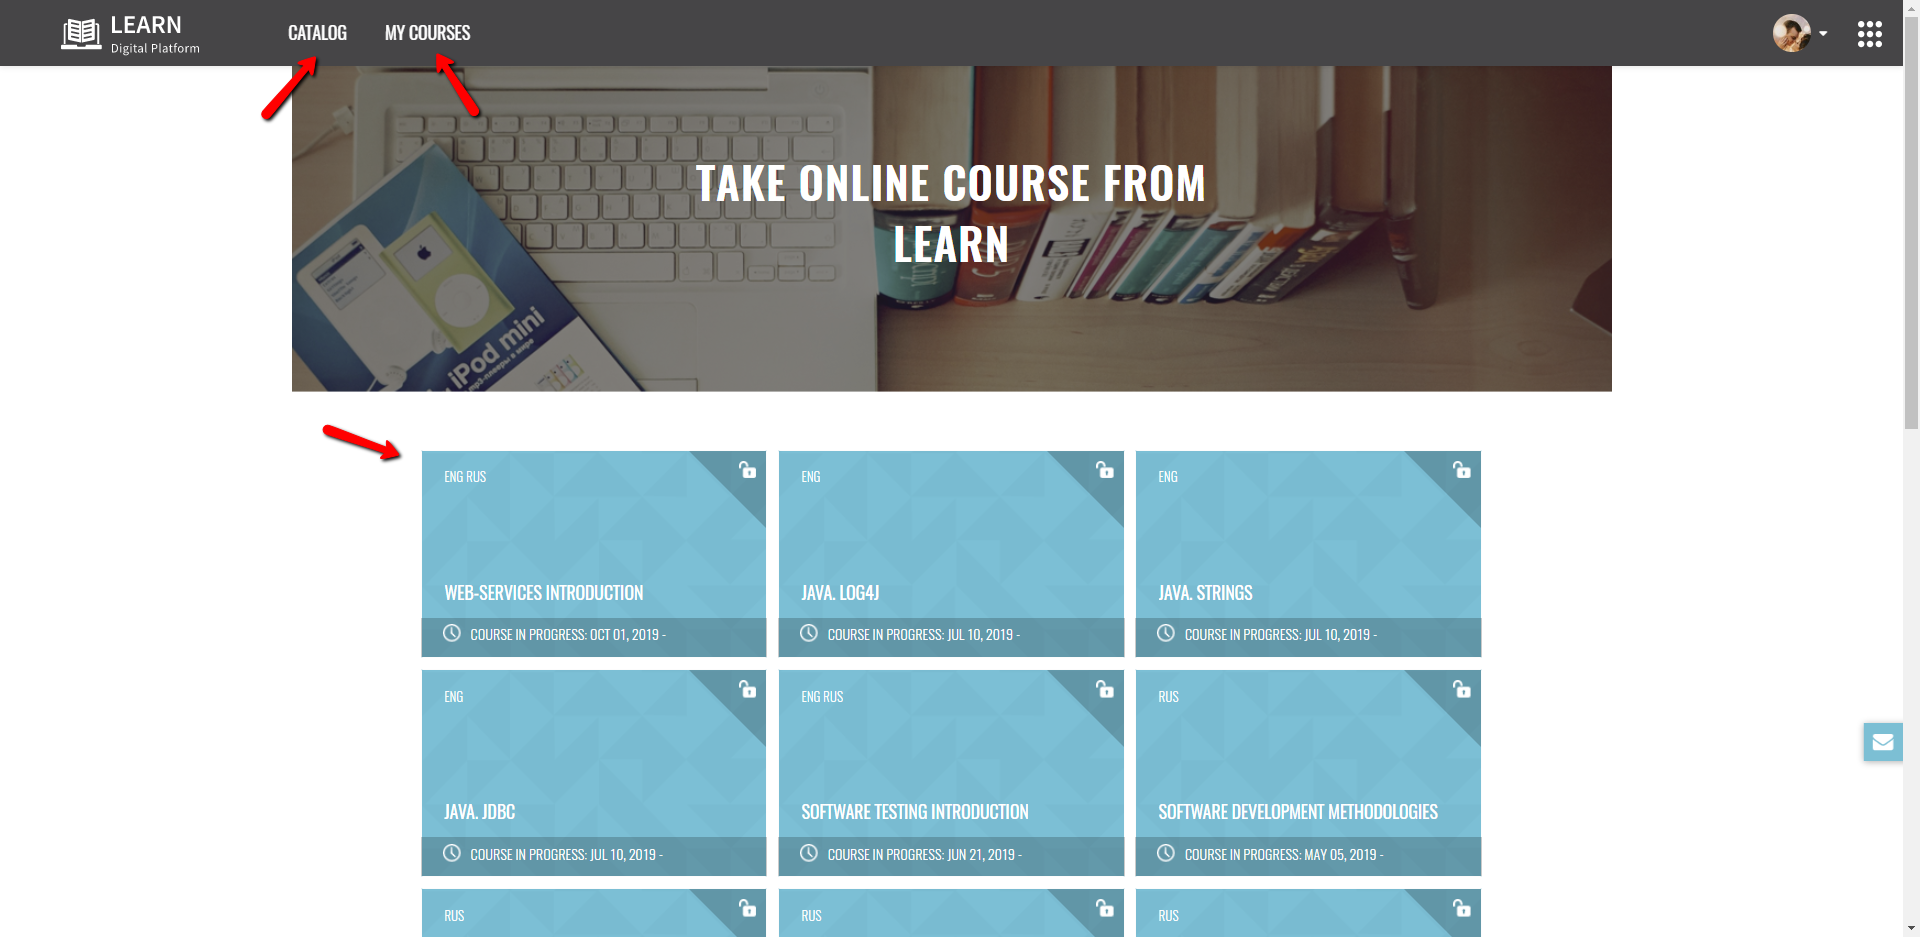 LEARN
Digital Platform
CATALOG
MY COURSES
TAKE ONLINE COURSE FROM
LEARN
iPod mini
ENG RUS
WEB-SERVICES INTRODUCTION
COURSE IN PROGRESS: OCT 01, 2019 -
ENG
JAVA. LOG4J
COURSE IN PROGRESS: JUL 10, 2019 -
ENG
JAVA. STRINGS
COURSE IN PROGRESS: JUL 10, 2019 -
ENG
JAVA. JDBC
COURSE IN PROGRESS: JUL 10, 2019 -
ENG RUS
SOFTWARE TESTING INTRODUCTION
COURSE IN PROGRESS: JUN 21, 2019 -
RUS
SOFTWARE DEVELOPMENT METHODOLOGIES
COURSE IN PROGRESS: MAY 05, 2019 -
RUS
RUS
RUS